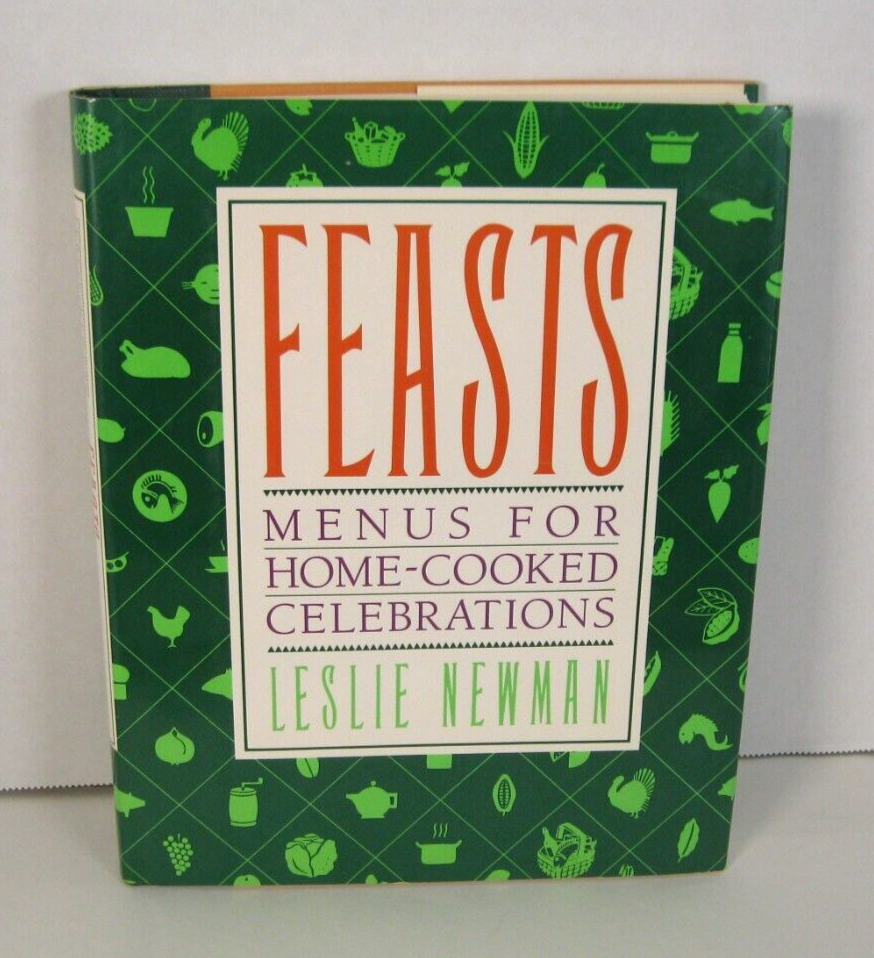 FEASTS
MENUS FOR
HOME-COOKED
CELEBRATIONS
LESLIE NEWMAN